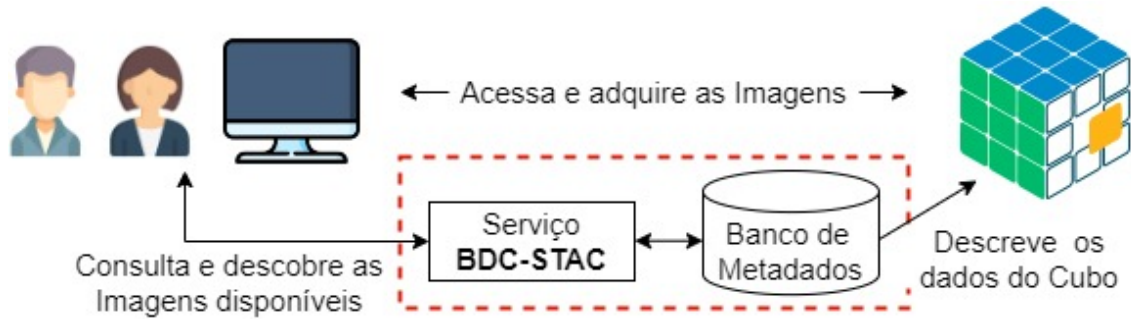 Acessa e adquire as Imagens
Serviço
BDC-STAC
Banco de
Metadados
Descreve os
dados do Cubo
Consulta e descobre as
Imagens disponíveis